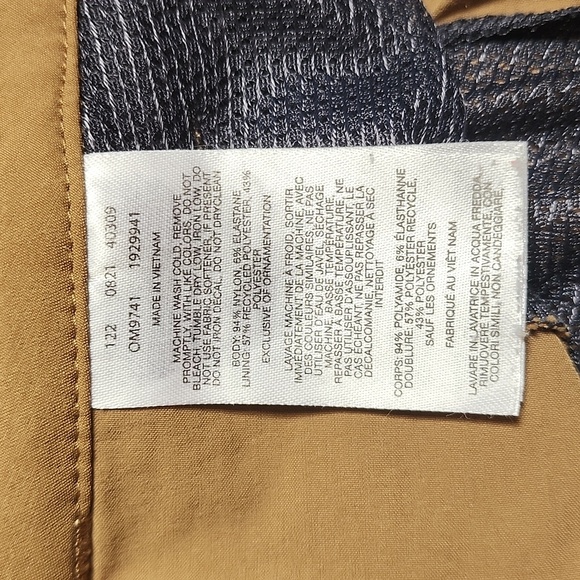 122 0821 40309
OM9741 1929941
MADE IN VIETNAM
MACHINE WASH COLD, REMOVE
PROMPTLY WITH LIKE COLORS, DO NOT
BLEACH, TUMBLE DRY LOW, IRON LOW, DO
NOT USE FABRIC SOFTENER, IF PRESENT
DO NOT IRON DECAL, DO NOT DRYCLEAN
BODY: 94% NYLON, 6% ELASTANE
LINING: 57% RECYCLED POLYESTER, 43%
POLYESTER
EXCLUSIVE OF ORNAMENTATION
LAVAGE MACHINE À FROID, SORTIR
IMMÉDIATEMENT DE LA MACHINE, AVEC
DES COULEURS SIMILAIRES, NE PAS
UTILISER D'EAU DE JAVEL, SÉCHAGE
MACHINE, BASSE TEMPÉRATURE,
REPASSER BASSE TEMPÉRATURE, NE
PAS UTILISER D'ASSOUPLISSANT, LE
CAS ÉCHÉANT NE PAS REPASSER LA
DÉCALCOMANIE, NETTOYAGE À SEC
INTERDIT
CORPS: 94% POLYAMIDE, 6% ÉLASTHANNE
DOUBLURE: 57% POLYESTER RECYCLÉ,
43% POLYESTER
SAUF LES ORNEMENTS
FABRIQUÉ AU VIÊT NAM
LAVARE IN LAVATRICE IN ACQUA FREDDA,
RIMUOVERE TEMPESTIVAMENTE, CON
COLORI SIMILI, NON CANDEGGIARE,